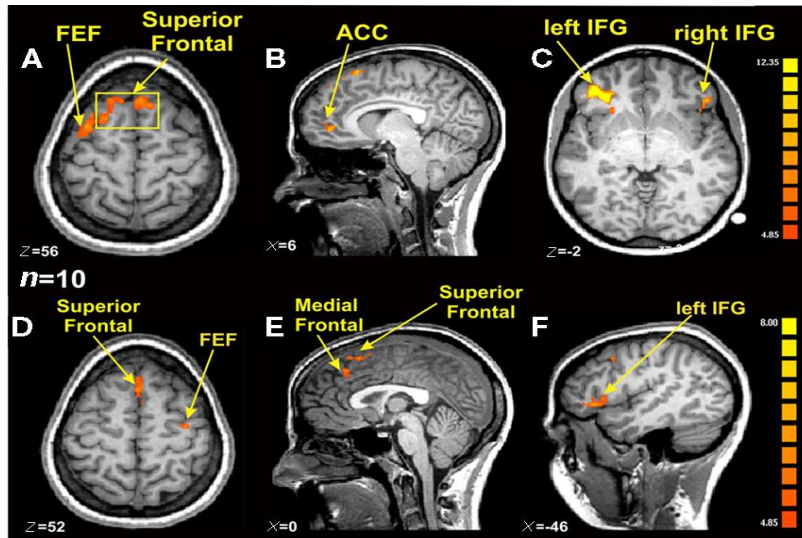 FEF
Superior
Frontal
A
B
ACC
C
left IFG
right IFG
12.35
4.85
Z=56
X=6
Z=-2
n=10
D
Superior
Frontal
FEF
E
Medial
Frontal
Superior
Frontal
F
left IFG
8.00
4.85
Z=52
X=0
X=-46